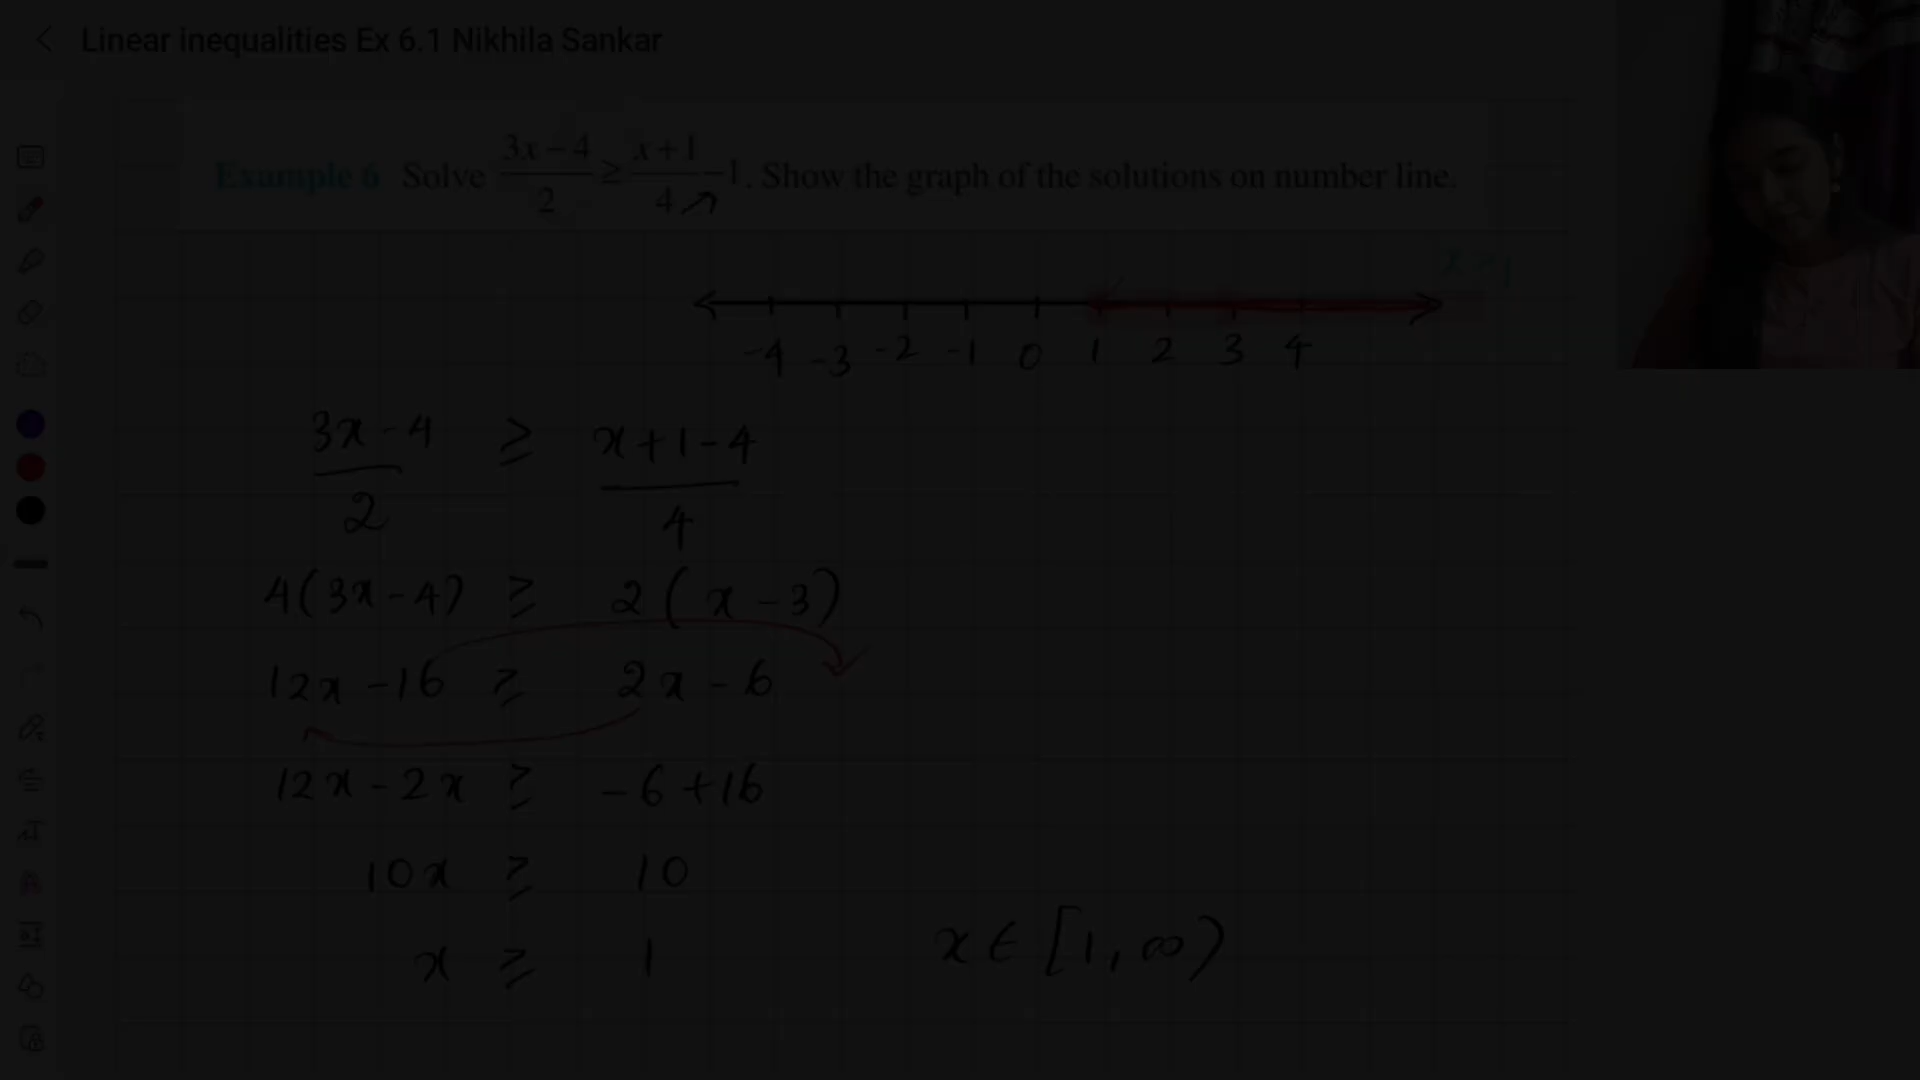 Linear inequalities Ex 6.1 Nikhila Sankar
Example 6 Solve (3x − 4)/2 ≥ (x + 1)/4 − 1. Show the graph of the solutions on number line.
-4 -3 -2 -1 0 1 2 3 4
(3x - 4)/2 ≥ (x + 1 - 4)/4
4(3x - 4) ≥ 2(x - 3)
12x - 16 ≥ 2x - 6
12x - 2x ≥ -6 + 16
10x ≥ 10
x ≥ 1
x ∈ [1, ∞)